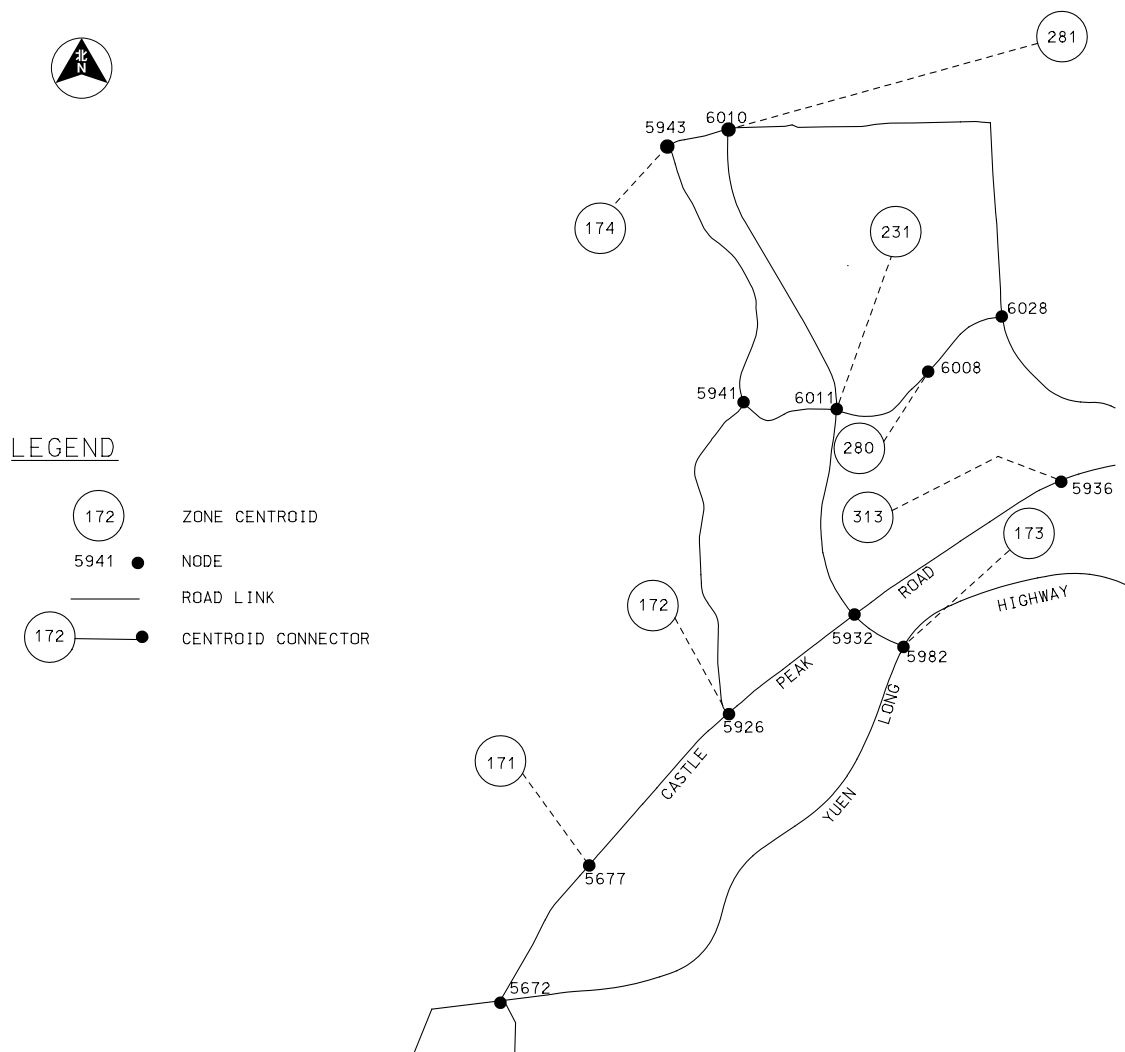 281
北
N
6010
5943
174
231
6028
6008
5941
6011
LEGEND
280
5936
172
ZONE CENTROID
313
173
5941
NODE
ROAD
ROAD LINK
HIGHWAY
172
172
CENTROID CONNECTOR
5932
5982
PEAK
LONG
5926
171
CASTLE
YUEN
5677
5672